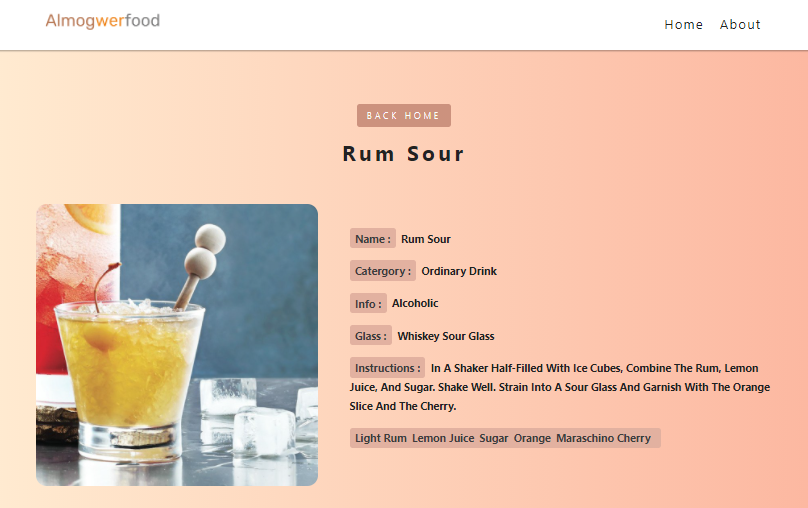 Almogwerfood
Home About
BACK HOME
Rum Sour
Name : Rum Sour
Catergory : Ordinary Drink
Info : Alcoholic
Glass : Whiskey Sour Glass
Instructions : In A Shaker Half-Filled With Ice Cubes, Combine The Rum, Lemon
Juice, And Sugar. Shake Well. Strain Into A Sour Glass And Garnish With The Orange
Slice And The Cherry.
Light Rum Lemon Juice Sugar Orange Maraschino Cherry